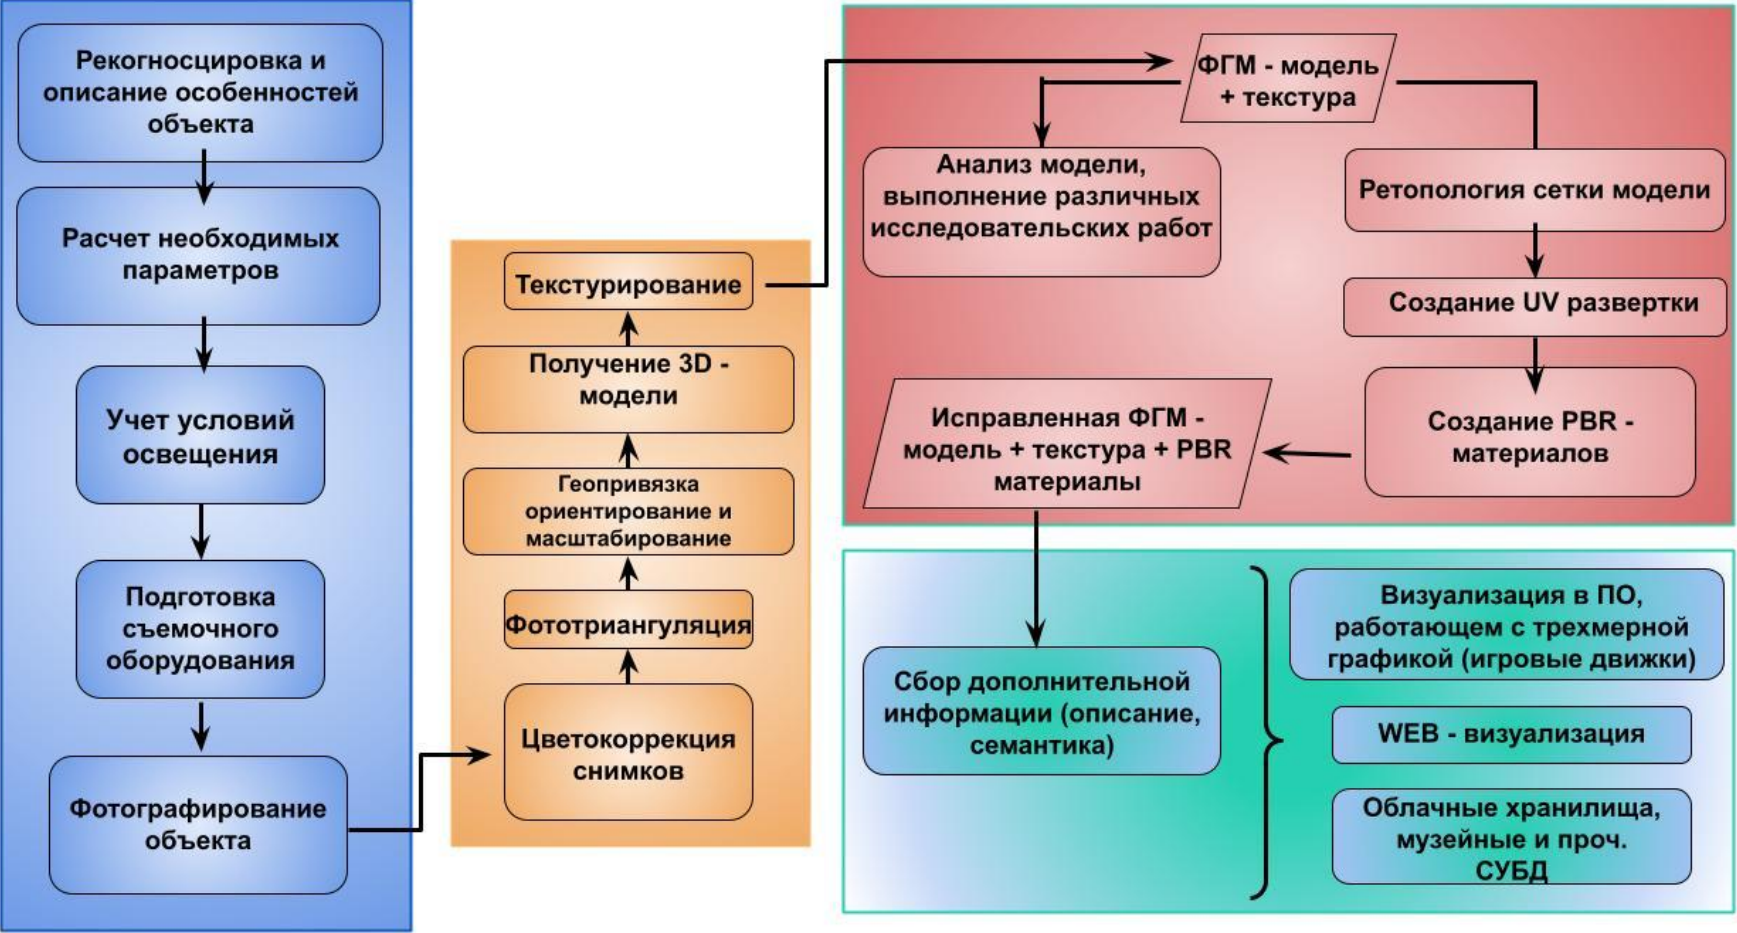 Рекогносцировка и
описание особенностей
объекта
Расчет необходимых
параметров
Учет условий
освещения
Подготовка
съемочного
оборудования
Фотографирование
объекта
Текстурирование
Получение 3D -
модели
Геопривязка
ориентирование и
масштабирование
Фототриангуляция
Цветокоррекция
снимков
ФГМ - модель
+ текстура
Анализ модели,
выполнение различных
исследовательских работ
Ретопология сетки модели
Создание UV развертки
Создание PBR -
материалов
Исправленная ФГМ -
модель + текстура + PBR
материалы
Сбор дополнительной
информации (описание,
семантика)
Визуализация в ПО,
работающем с трехмерной
графикой (игровые движки)
WEB - визуализация
Облачные хранилища,
музейные и проч.
СУБД